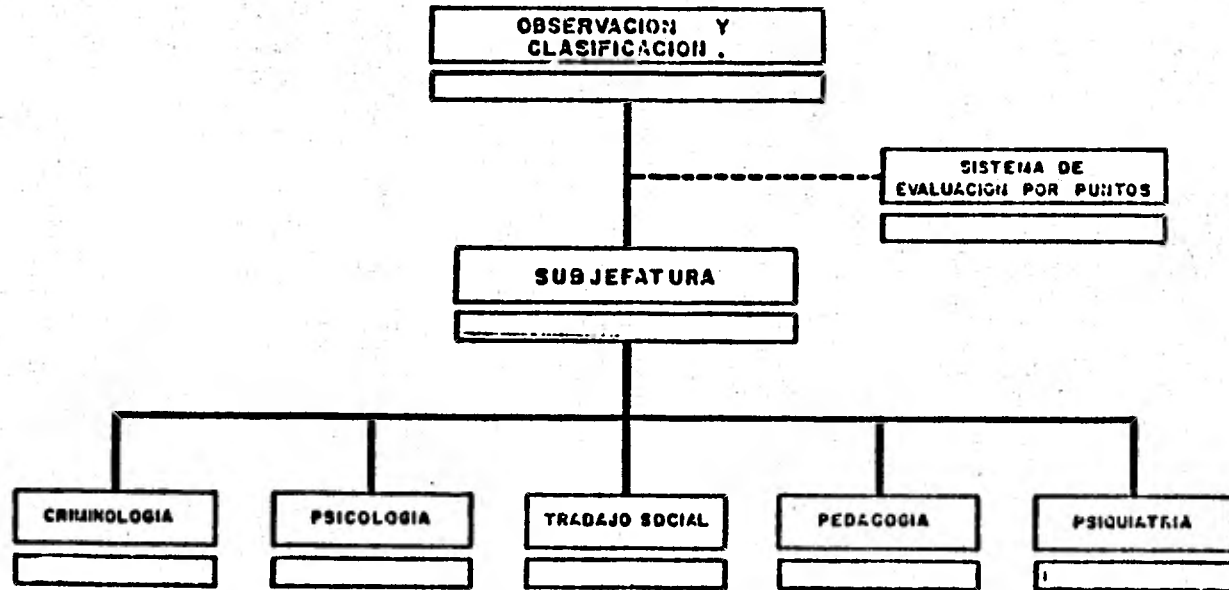 OBSERVACION Y
CLASIFICACION.
SISTEMA DE
EVALUACION POR PUNTOS
SUBJEFATURA
CRIMINOLOGIA
PSICOLOGIA
TRABAJO SOCIAL
PEDAGOGIA
PSIQUIATRIA